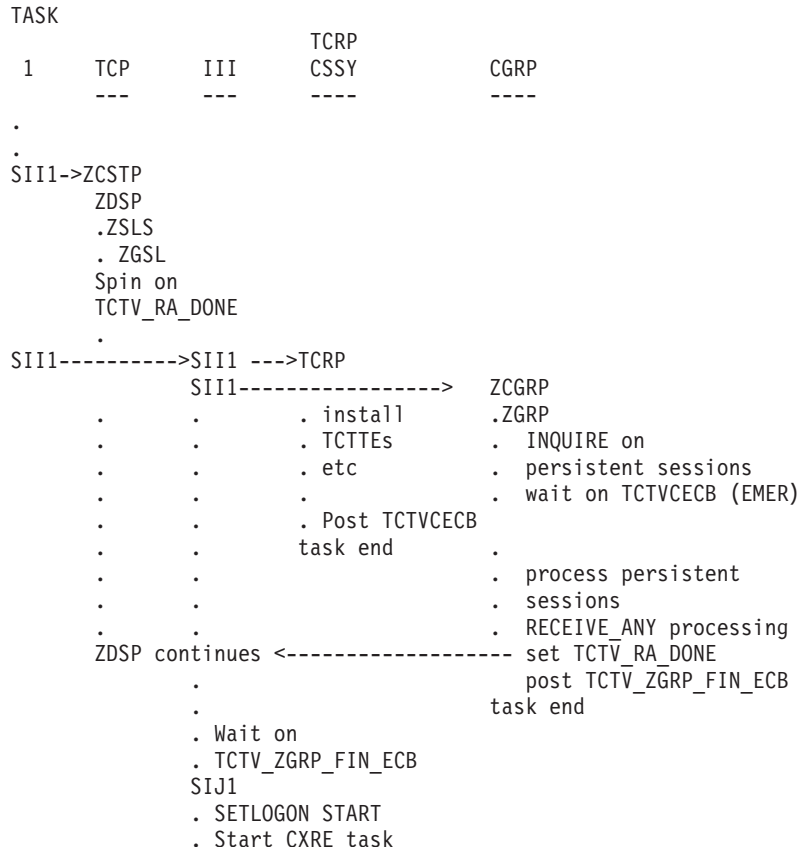 TASK
                            TCRP
 1      TCP       III       CSSY             CGRP
        ---       ---       ----             ----
.
.
SII1->ZCSTP
        ZDSP
        .ZSLS
        . ZGSL
        Spin on
        TCTV_RA_DONE
        .
SII1---------->SII1 --->TCRP
                 SII1-----------------> ZCGRP
        .        .         . install         .ZGRP
        .        .         . TCTTEs          .  INQUIRE on
        .        .         . etc             .  persistent sessions
        .        .         .                 .  wait on TCTVCECB (EMER)
        .        .         . Post TCTVCECB
        .        .         task end          .
        .        .                           .  process persistent
        .        .                           .  sessions
        .        .                           .  RECEIVE_ANY processing
        ZDSP continues <------------------- set TCTV_RA_DONE
                 .                              post TCTV_ZGRP_FIN_ECB
                 .                           task end
                 . Wait on
                 . TCTV_ZGRP_FIN_ECB
                 SIJ1
                 . SETLOGON START
                 . Start CXRE task